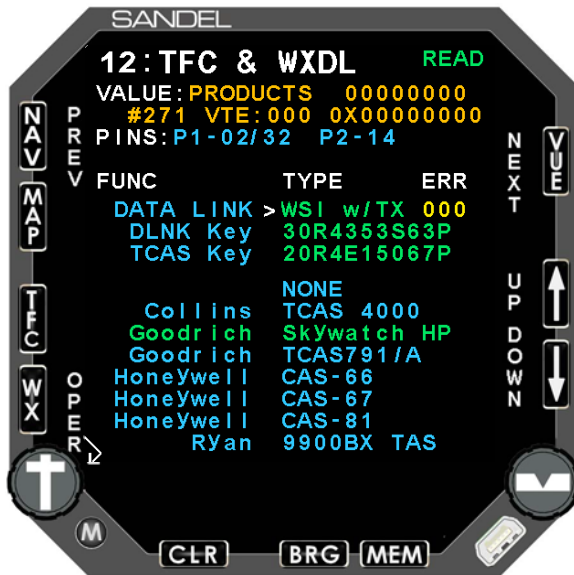 SANDEL
12:TFC & WXDL READ
VALUE:PRODUCTS 00000000
#271 VTE:000 0X00000000
PINS:P1-02/32 P2-14
FUNC TYPE ERR
DATA LINK >WSI w/TX 000
DLNK Key 30R4353S63P
TCAS Key 20R4E15067P
NONE
Collins TCAS 4000
Goodrich Skywatch HP
Goodrich TCAS791/A
Honeywell CAS-66
Honeywell CAS-67
Honeywell CAS-81
Ryan 9900BX TAS
NAV
MAP
TFC
WX
PREV
OPER
NEXT
UP DOWN
VUE
M
CLR BRG MEM